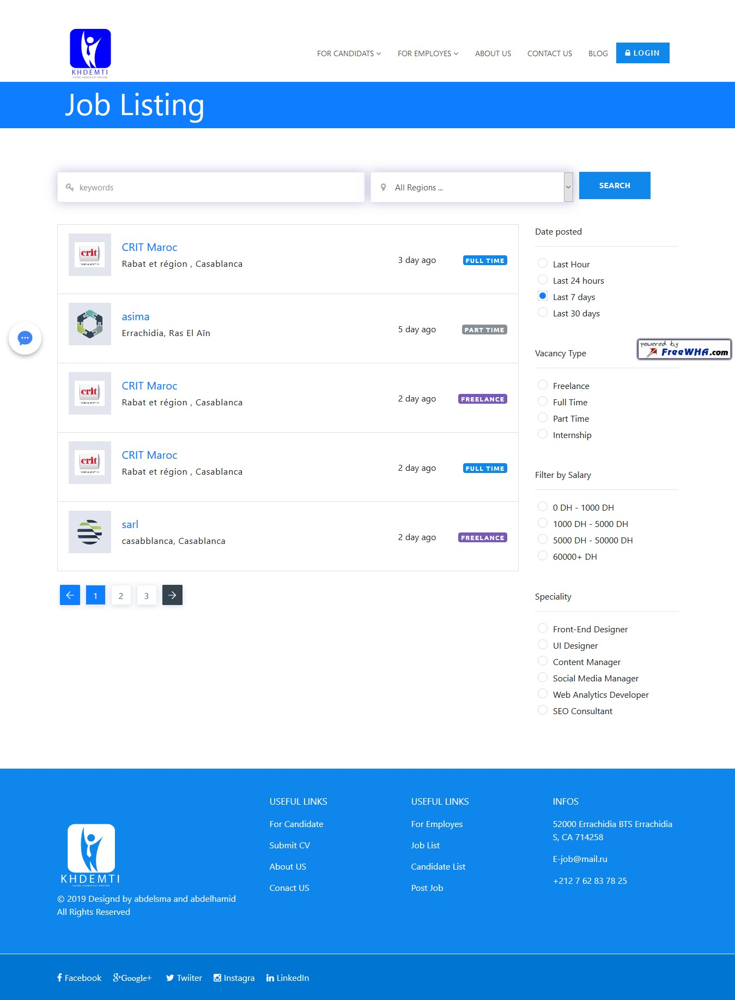 KHDEMTI
VOTRE AVENIR EST PROCHE
FOR CANDIDATS
FOR EMPLOYES
ABOUT US
CONTACT US
BLOG
LOGIN
Job Listing
keywords
All Regions ...
SEARCH
crit
CRIT Maroc
Rabat et région , Casablanca
3 day ago
FULL TIME
asima
Errachidia, Ras El Aïn
5 day ago
PART TIME
crit
CRIT Maroc
Rabat et région , Casablanca
2 day ago
FREELANCE
crit
CRIT Maroc
Rabat et région , Casablanca
2 day ago
FULL TIME
sarl
casabblanca, Casablanca
2 day ago
FREELANCE
1
2
3
Date posted
Last Hour
Last 24 hours
Last 7 days
Last 30 days
powered by
FreeWHA.com
Vacancy Type
Freelance
Full Time
Part Time
Internship
Filter by Salary
0 DH - 1000 DH
1000 DH - 5000 DH
5000 DH - 50000 DH
60000+ DH
Speciality
Front-End Designer
UI Designer
Content Manager
Social Media Manager
Web Analytics Developer
SEO Consultant
KHDEMTI
VOTRE AVENIR EST PROCHE
© 2019 Designd by abdelsma and abdelhamid
All Rights Reserved
USEFUL LINKS
For Candidate
Submit CV
About US
Conact US
USEFUL LINKS
For Employes
Job List
Candidate List
Post Job
INFOS
52000 Errachidia BTS Errachidia
S, CA 714258
E-job@mail.ru
+212 7 62 83 78 25
Facebook
Google+
Twiiter
Instagra
LinkedIn